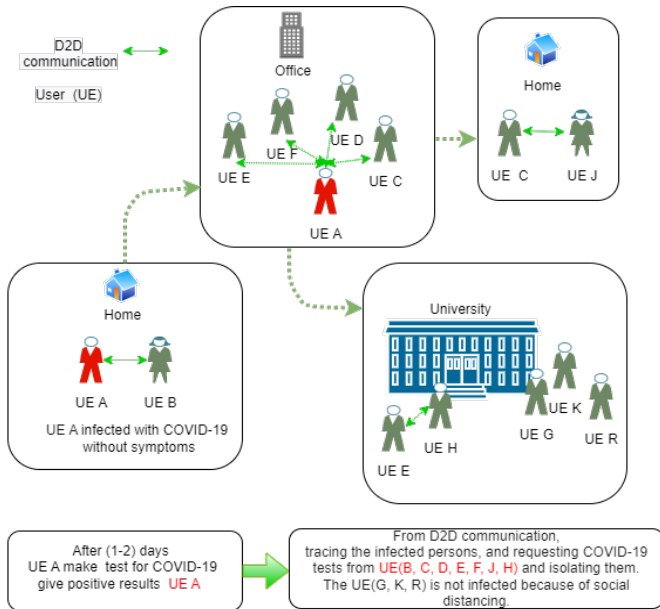 D2D
communication
User (UE)
Office
UE E
UE F
UE D
UE C
UE A
Home
UE C
UE J
Home
UE A
UE B
UE A infected with COVID-19
without symptoms
University
UE E
UE H
UE G
UE K
UE R
After (1-2) days
UE A make test for COVID-19
give positive results UE A
From D2D communication,
tracing the infected persons, and requesting COVID-19
tests from UE(B, C, D, E, F, J, H) and isolating them.
The UE(G, K, R) is not infected because of social
distancing.